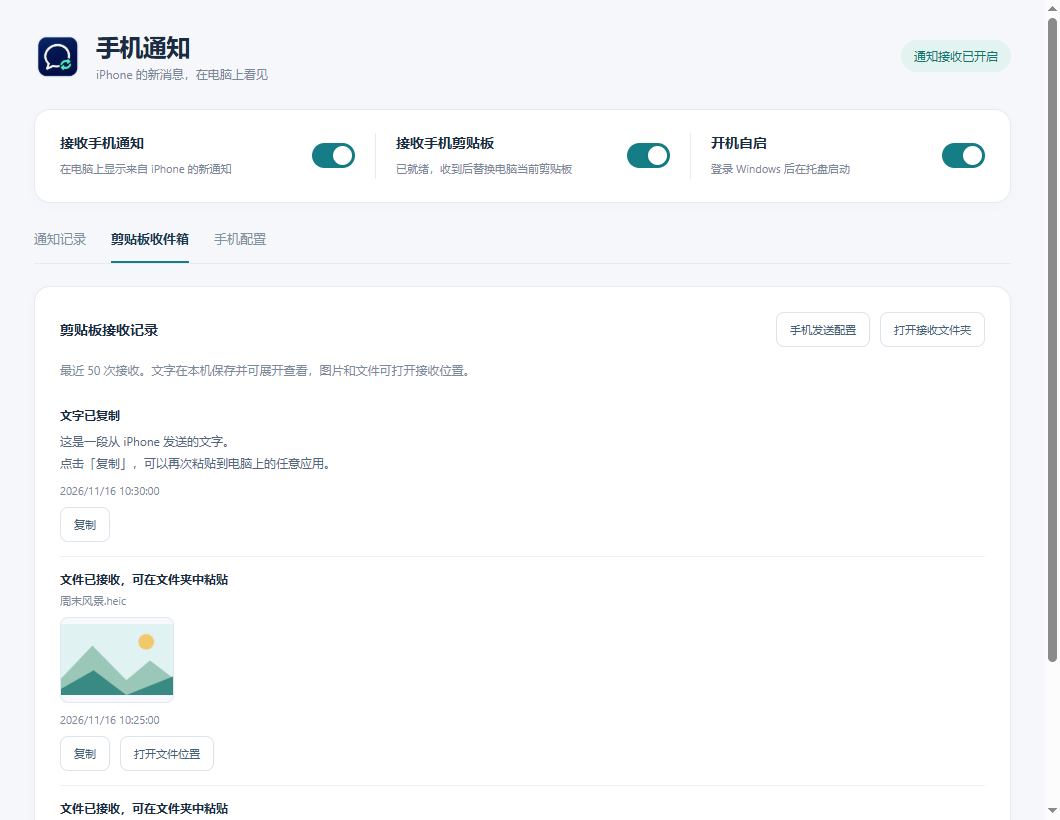 手机通知
iPhone 的新消息，在电脑上看见
通知接收已开启
接收手机通知
在电脑上显示来自 iPhone 的新通知
接收手机剪贴板
已就绪，收到后替换电脑当前剪贴板
开机自启
登录 Windows 后在托盘启动
通知记录
剪贴板收件箱
手机配置
剪贴板接收记录
手机发送配置
打开接收文件夹
最近 50 次接收。文字在本机保存并可展开查看，图片和文件可打开接收位置。
文字已复制
这是一段从 iPhone 发送的文字。
点击「复制」，可以再次粘贴到电脑上的任意应用。
2026/11/16 10:30:00
复制
文件已接收，可在文件夹中粘贴
周末风景.heic
2026/11/16 10:25:00
复制
打开文件位置
文件已接收，可在文件夹中粘贴